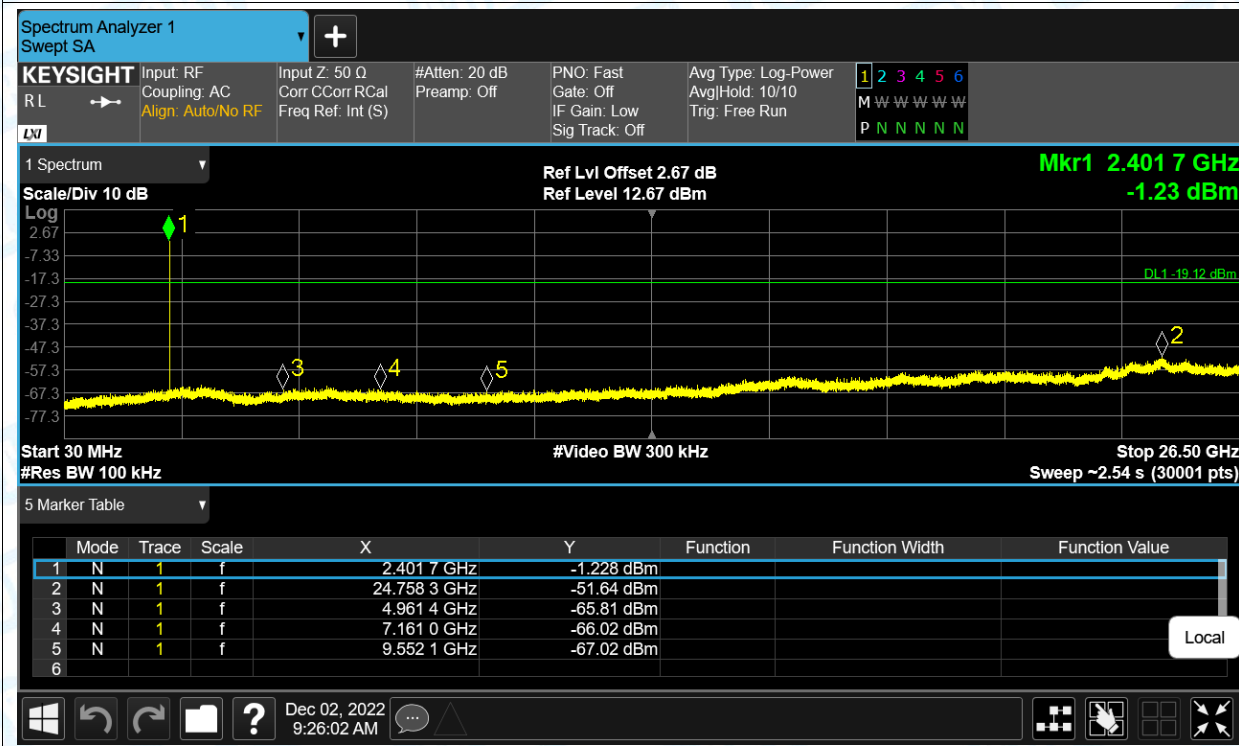 Spectrum Analyzer 1
Swept SA
KEYSIGHT
R L
LXI
Input: RF
Coupling: AC
Align: Auto/No RF
Input Z: 50 Ω
Corr CCorr RCal
Freq Ref: Int (S)
#Atten: 20 dB
Preamp: Off
PNO: Fast
Gate: Off
IF Gain: Low
Sig Track: Off
Avg Type: Log-Power
Avg|Hold: 10/10
Trig: Free Run
1 2 3 4 5 6
M W W W W W
P N N N N N
1 Spectrum
Scale/Div 10 dB
Ref Lvl Offset 2.67 dB
Ref Level 12.67 dBm
Mkr1 2.401 7 GHz
-1.23 dBm
Log
2.67
-7.33
-17.3
-27.3
-37.3
-47.3
-57.3
-67.3
-77.3
1
DL1 -19.12 dBm
2
3
4
5
Start 30 MHz
#Video BW 300 kHz
Stop 26.50 GHz
#Res BW 100 kHz
Sweep ~2.54 s (30001 pts)
5 Marker Table
Mode Trace Scale X Y Function Function Width Function Value
1 N 1 f 2.401 7 GHz -1.228 dBm
2 N 1 f 24.758 3 GHz -51.64 dBm
3 N 1 f 4.961 4 GHz -65.81 dBm
4 N 1 f 7.161 0 GHz -66.02 dBm
5 N 1 f 9.552 1 GHz -67.02 dBm
6
Local
?
Dec 02, 2022
9:26:02 AM